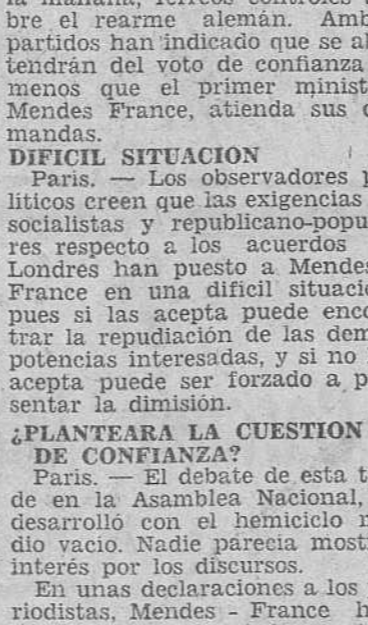 la mañana, férreos controles
bre el rearme alemán. Amb
partidos han indicado que se al
tendrán del voto de confianza
menos que el primer minist
Mendes France, atienda sus d
mandas.
DIFICIL SITUACION
Paris. — Los observadores p
líticos creen que las exigencias
socialistas y republicano-popu
res respecto a los acuerdos
Londres han puesto a Mendes
France en una difícil situació
pues si las acepta puede enco
trar la repudiación de las dem
potencias interesadas, y si no
acepta puede ser forzado a p
sentar la dimisión.
¿PLANTEARA LA CUESTION
DE CONFIANZA?
Paris. — El debate de esta t
de en la Asamblea Nacional,
desarrolló con el hemiciclo m
dio vacío. Nadie parecía mostr
interés por los discursos.
En unas declaraciones a los
riodistas, Mendes - France h